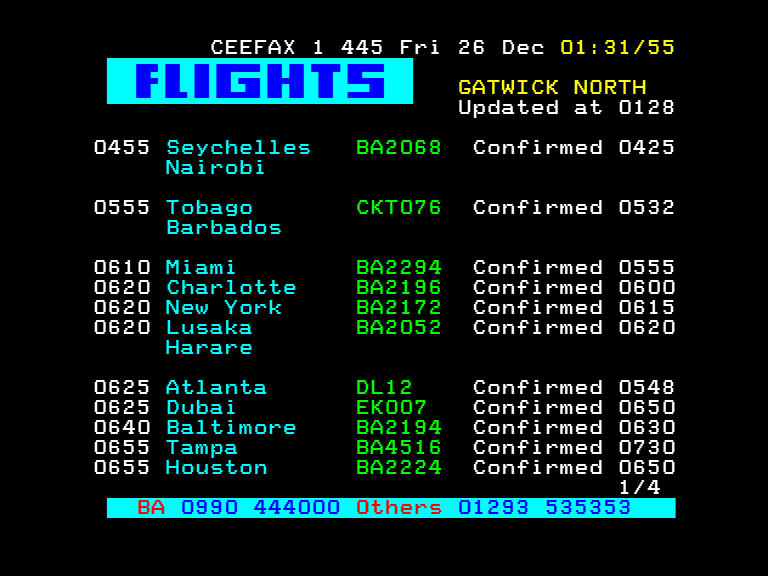 CEEFAX 1 445 Fri 26 Dec 01:31/55
FLIGHTS
GATWICK NORTH
Updated at 0128
0455 Seychelles BA2068 Confirmed 0425
Nairobi
0555 Tobago CKT076 Confirmed 0532
Barbados
0610 Miami BA2294 Confirmed 0555
0620 Charlotte BA2196 Confirmed 0600
0620 New York BA2172 Confirmed 0615
0620 Lusaka BA2052 Confirmed 0620
Harare
0625 Atlanta DL12 Confirmed 0548
0625 Dubai EK007 Confirmed 0650
0640 Baltimore BA2194 Confirmed 0630
0655 Tampa BA4516 Confirmed 0730
0655 Houston BA2224 Confirmed 0650
1/4
BA 0990 444000 Others 01293 535353